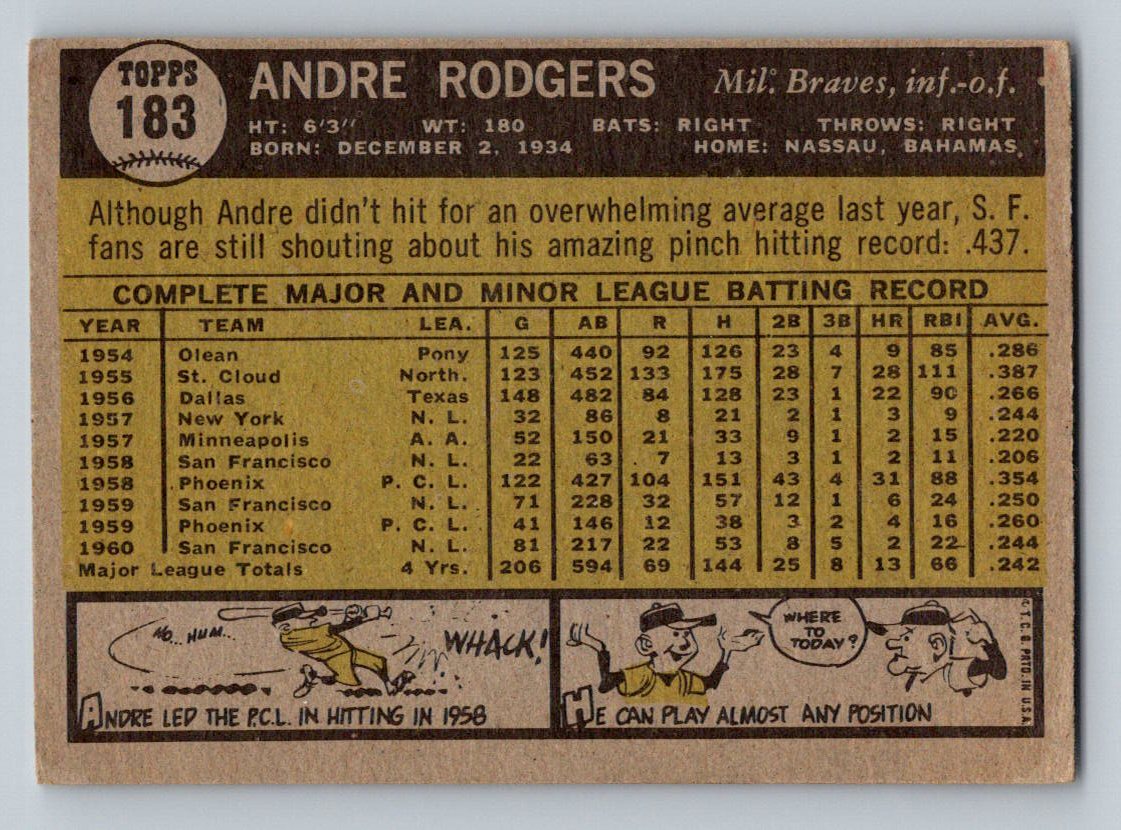 TOPPS
183
ANDRE RODGERS Mil. Braves, inf.-o.f.
HT: 6'3" WT: 180 BATS: RIGHT THROWS: RIGHT
BORN: DECEMBER 2, 1934 HOME: NASSAU, BAHAMAS
Although Andre didn't hit for an overwhelming average last year, S. F.
fans are still shouting about his amazing pinch hitting record: .437.
COMPLETE MAJOR AND MINOR LEAGUE BATTING RECORD
YEAR TEAM LEA. G AB R H 2B 3B HR RBI AVG.
1954 Olean Pony 125 440 92 126 23 4 9 85 .286
1955 St. Cloud North. 123 452 133 175 28 7 28 111 .387
1956 Dallas Texas 148 482 84 128 23 1 22 90 .266
1957 New York N. L. 32 86 8 21 2 1 3 9 .244
1957 Minneapolis A. A. 52 150 21 33 9 1 2 15 .220
1958 San Francisco N. L. 22 63 7 13 3 1 2 11 .206
1958 Phoenix P. C. L. 122 427 104 151 43 4 31 88 .354
1959 San Francisco N. L. 71 228 32 57 12 1 6 24 .250
1959 Phoenix P. C. L. 41 146 12 38 3 2 4 16 .260
1960 San Francisco N. L. 81 217 22 53 8 5 2 22 .244
Major League Totals 4 Yrs. 206 594 69 144 25 8 13 66 .242
HO... HUM...
WHACK!
ANDRE LED THE P.C.L. IN HITTING IN 1958
WHERE
TO
TODAY?
HE CAN PLAY ALMOST ANY POSITION
© T. C. G. PRTD. IN U.S.A.